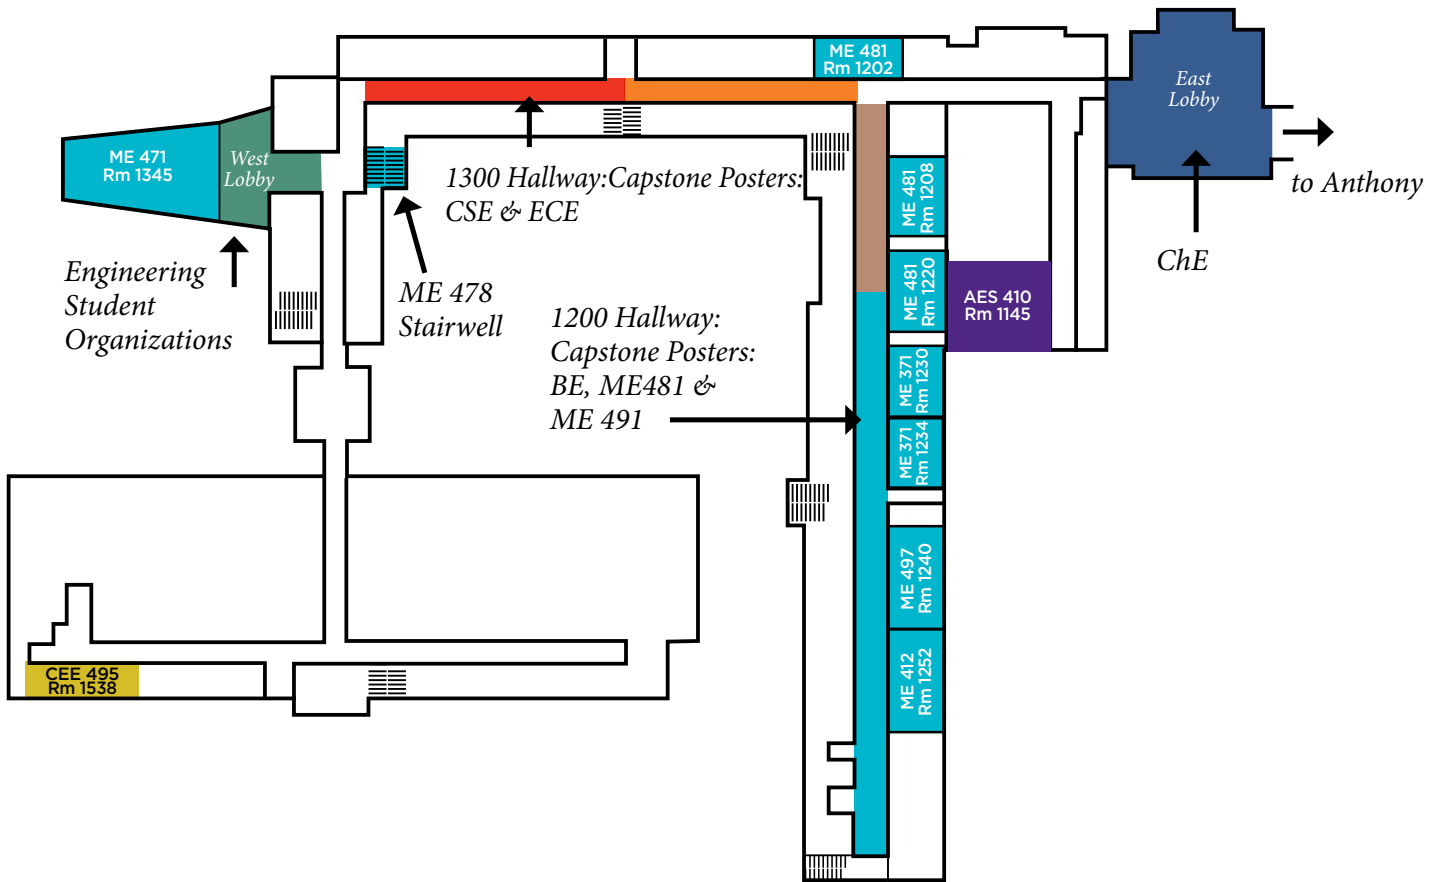 ME 481
Rm 1202
East
Lobby
ME 471
Rm 1345
West
Lobby
1300 Hallway:Capstone Posters:
CSE & ECE
to Anthony
ME 481
Rm 1208
ChE
Engineering
Student
Organizations
ME 478
Stairwell
ME 481
Rm 1220
AES 410
Rm 1145
1200 Hallway:
Capstone Posters:
BE, ME481 &
ME 491
ME 371
Rm 1230
ME 371
Rm 1234
ME 497
Rm 1240
ME 412
Rm 1252
CEE 495
Rm 1538